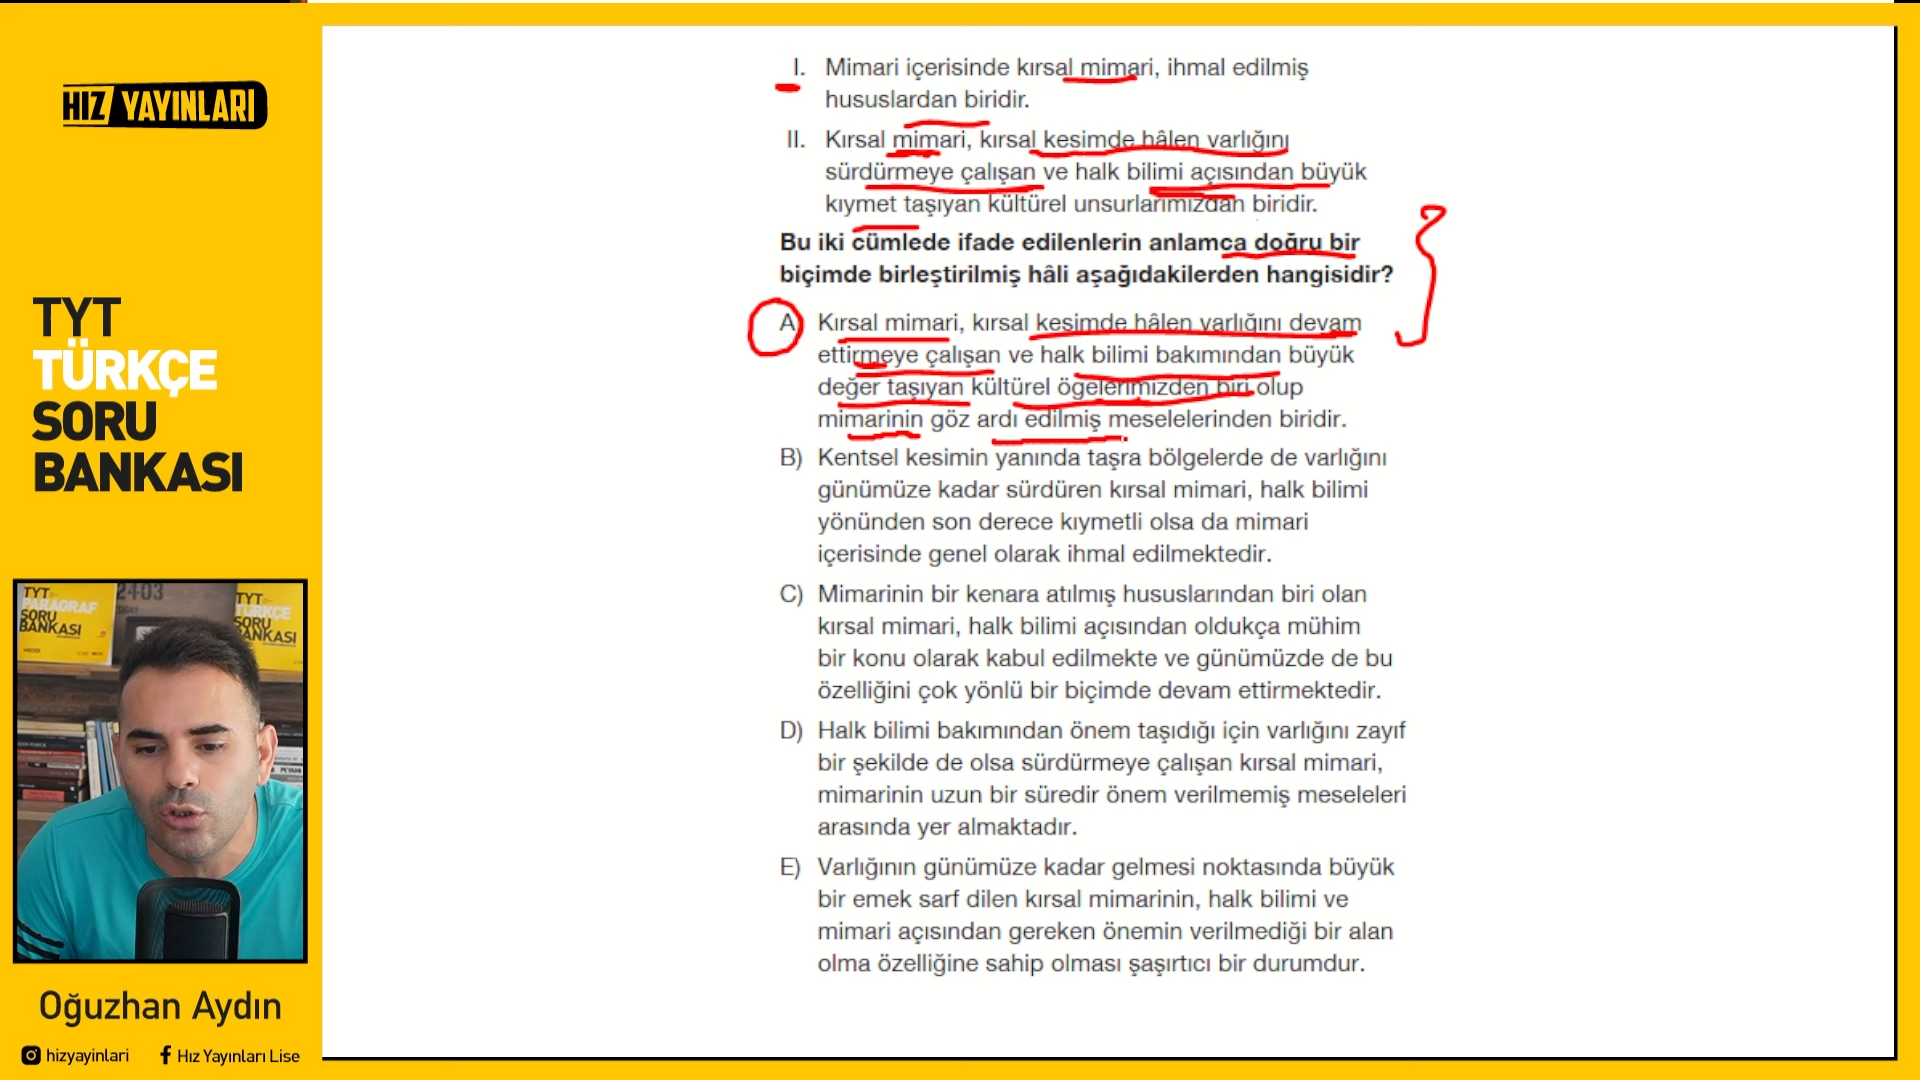 HIZ YAYINLARI
TYT
TÜRKÇE
SORU
BANKASI
TYT
PARAGRAF
SORU
BANKASI
2403
TYT
TÜRKÇE
SORU
BANKASI
Oğuzhan Aydın
hizyayinlari
Hız Yayınları Lise
I. Mimari içerisinde kırsal mimari, ihmal edilmiş
hususlardan biridir.
II. Kırsal mimari, kırsal kesimde hâlen varlığını
sürdürmeye çalışan ve halk bilimi açısından büyük
kıymet taşıyan kültürel unsurlarımızdan biridir.
Bu iki cümlede ifade edilenlerin anlamca doğru bir
biçimde birleştirilmiş hâli aşağıdakilerden hangisidir?
A) Kırsal mimari, kırsal kesimde hâlen varlığını devam
ettirmeye çalışan ve halk bilimi bakımından büyük
değer taşıyan kültürel ögelerimizden biri olup
mimarinin göz ardı edilmiş meselelerinden biridir.
B) Kentsel kesimin yanında taşra bölgelerde de varlığını
günümüze kadar sürdüren kırsal mimari, halk bilimi
yönünden son derece kıymetli olsa da mimari
içerisinde genel olarak ihmal edilmektedir.
C) Mimarinin bir kenara atılmış hususlarından biri olan
kırsal mimari, halk bilimi açısından oldukça mühim
bir konu olarak kabul edilmekte ve günümüzde de bu
özelliğini çok yönlü bir biçimde devam ettirmektedir.
D) Halk bilimi bakımından önem taşıdığı için varlığını zayıf
bir şekilde de olsa sürdürmeye çalışan kırsal mimari,
mimarinin uzun bir süredir önem verilmemiş meseleleri
arasında yer almaktadır.
E) Varlığının günümüze kadar gelmesi noktasında büyük
bir emek sarf dilen kırsal mimarinin, halk bilimi ve
mimari açısından gereken önemin verilmediği bir alan
olma özelliğine sahip olması şaşırtıcı bir durumdur.